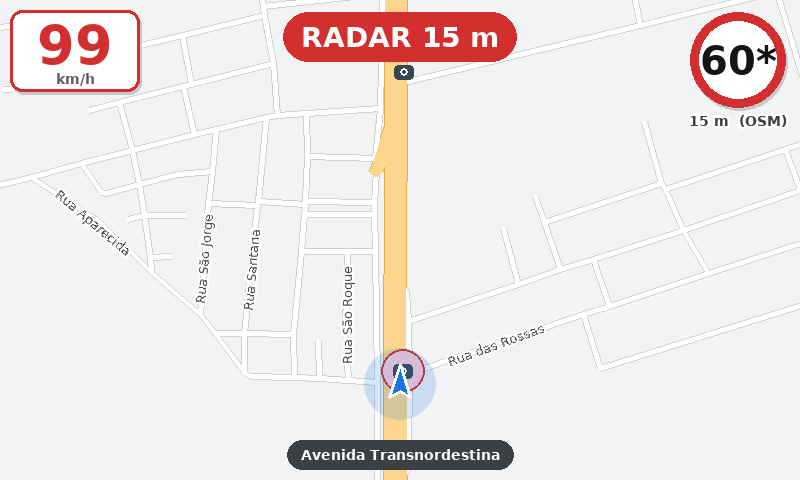 99
km/h
RADAR 15 m
60*
15 m (OSM)
Rua Aparecida
Rua São Jorge
Rua Santana
Rua São Roque
Rua das Rossas
Avenida Transnordestina